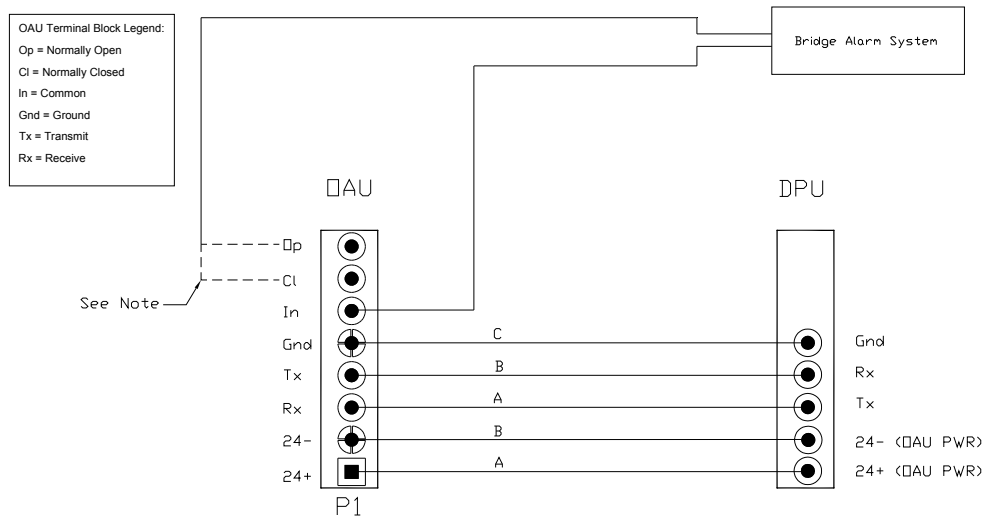 OAU Terminal Block Legend:
Op = Normally Open
Cl = Normally Closed
In = Common
Gnd = Ground
Tx = Transmit
Rx = Receive
Bridge Alarm System
OAU
DPU
Op
Cl
See Note
In
Gnd
C
Gnd
Tx
B
Rx
Rx
A
Tx
24-
B
24- (OAU PWR)
24+
A
24+ (OAU PWR)
P1